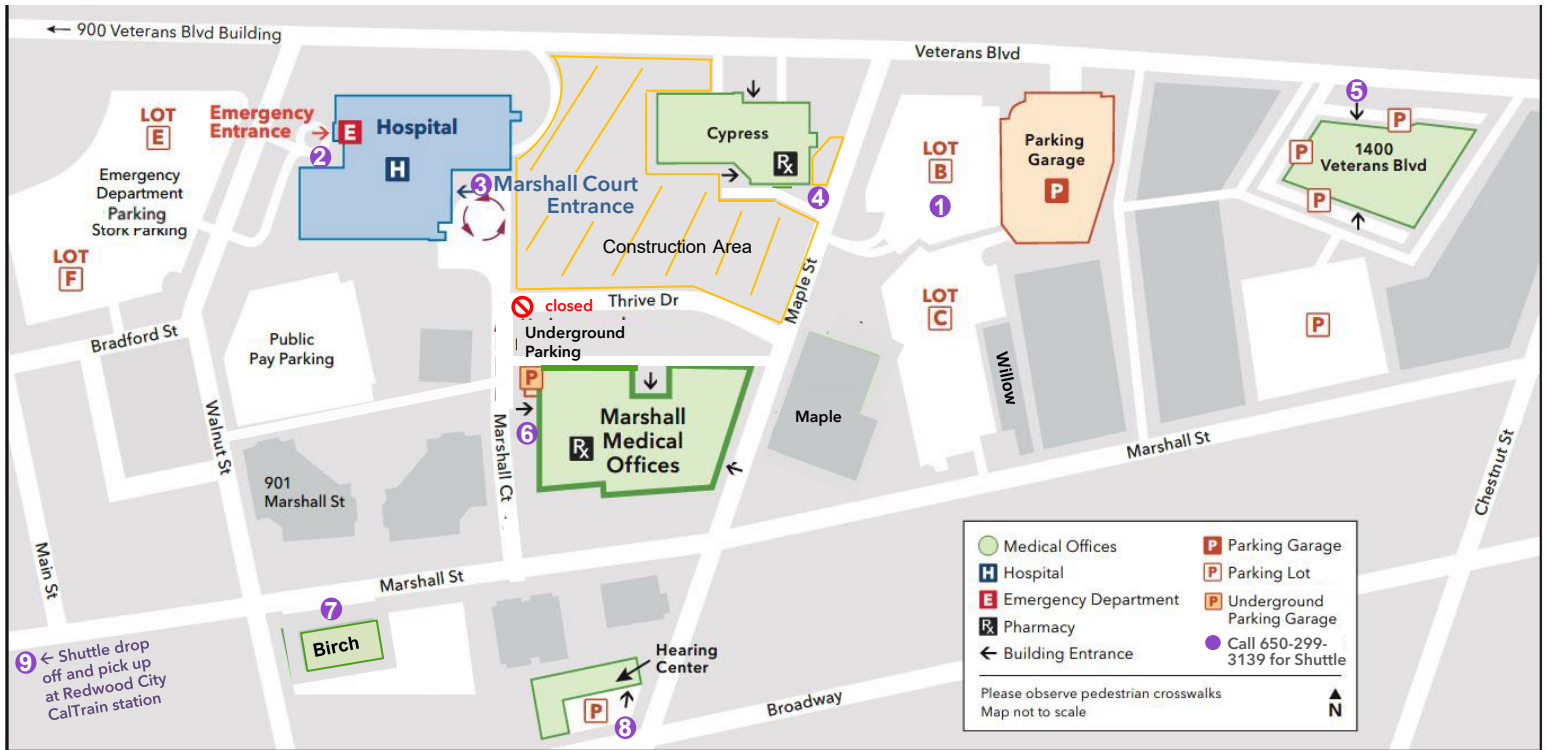 ← 900 Veterans Blvd Building
Veterans Blvd
LOT
E
Emergency
Entrance →
E
2
Hospital
H
Emergency
Department
Parking
Stork Parking
LOT
F
3
Marshall Court
Entrance
Construction Area
Cypress
Rx
4
LOT
B
1
Parking
Garage
P
5
P
P
1400
Veterans Blvd
P
Maple St
LOT
C
P
closed
Thrive Dr
Underground
Parking
P
Bradford St
Public
Pay Parking
Walnut St
Marshall Ct
6
Rx
Marshall
Medical
Offices
Maple
Willow
Marshall St
Chestnut St
901
Marshall St
Main St
Marshall St
7
Birch
9
← Shuttle drop
off and pick up
at Redwood City
CalTrain station
Hearing
Center
P
8
Broadway
Medical Offices
H Hospital
E Emergency Department
Rx Pharmacy
← Building Entrance
P Parking Garage
P Parking Lot
P Underground
Parking Garage
Call 650-299-
3139 for Shuttle
Please observe pedestrian crosswalks
Map not to scale
N